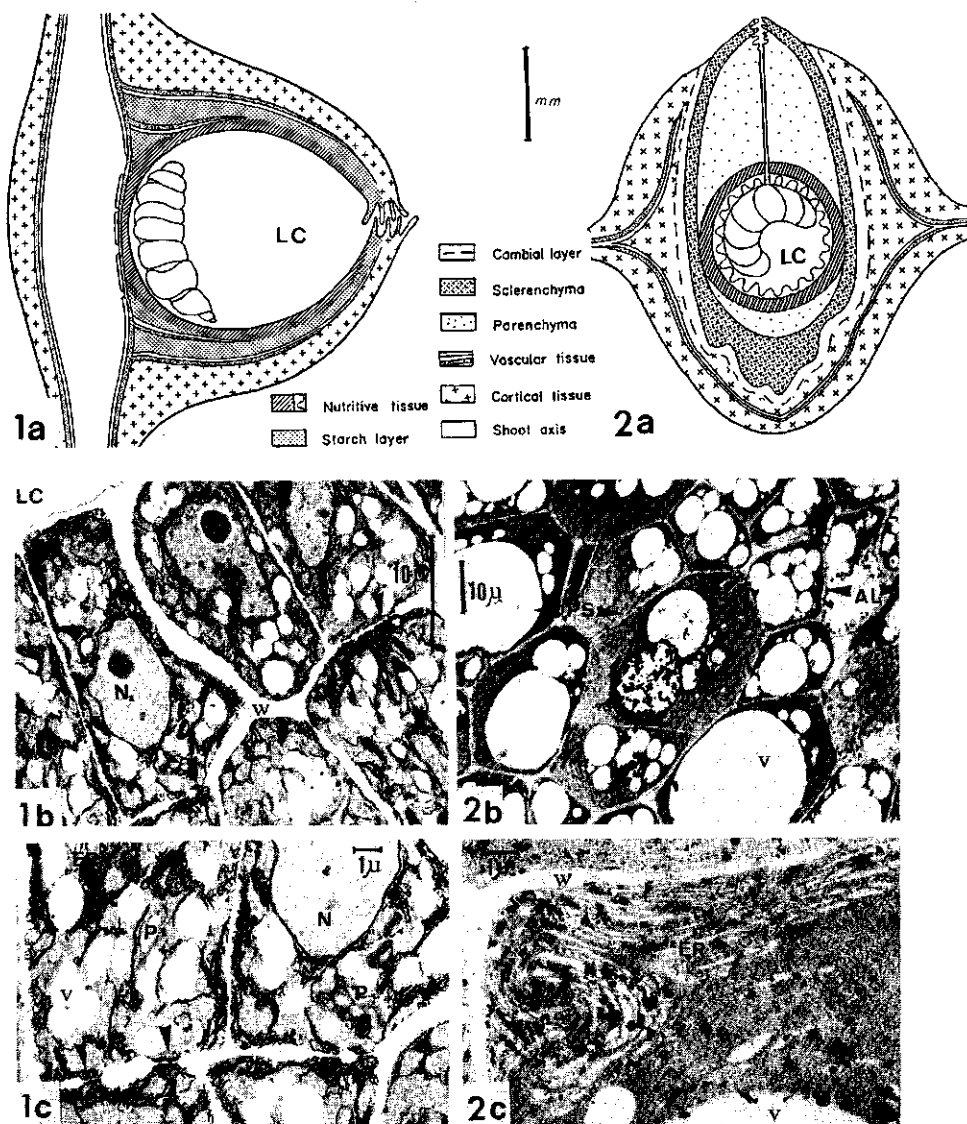 LC
1a
mm
LC
2a
Cambial layer
Sclerenchyma
Parenchyma
Vascular tissue
Cortical tissue
Shoot axis
Nutritive tissue
Starch layer
LC
N
W
10μ
1b
10μ
S
AL
V
2b
1μ
P
N
V
P
1c
W
1μ
ER
V
2c